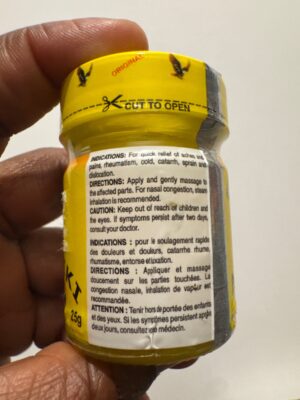 ORIGINAL
CUT TO OPEN
INDICATIONS: For quick relief of aches and
pains, rheumatism, cold, catarrh, sprain and
dislocation.
DIRECTIONS: Apply and gently massage to
the affected parts. For nasal congestion, steam
inhalation is recommended.
CAUTION: Keep out of reach of children and
the eyes. If symptoms persist after two days,
consult your doctor.
INDICATIONS : pour le soulagement rapide
des douleurs et douleurs, catarrhe rhume,
rhumatisme, entorse et
DIRECTIONS : Appliquer et massage
doucement sur les parties touchées. La
congestion nasale, inhalation de vapeur est
recommandée.
ATTENTION : Tenir hors de portée des enfants
et des yeux. Si les symptômes persistent après
deux jours, consultez un médecin.
KI
25g